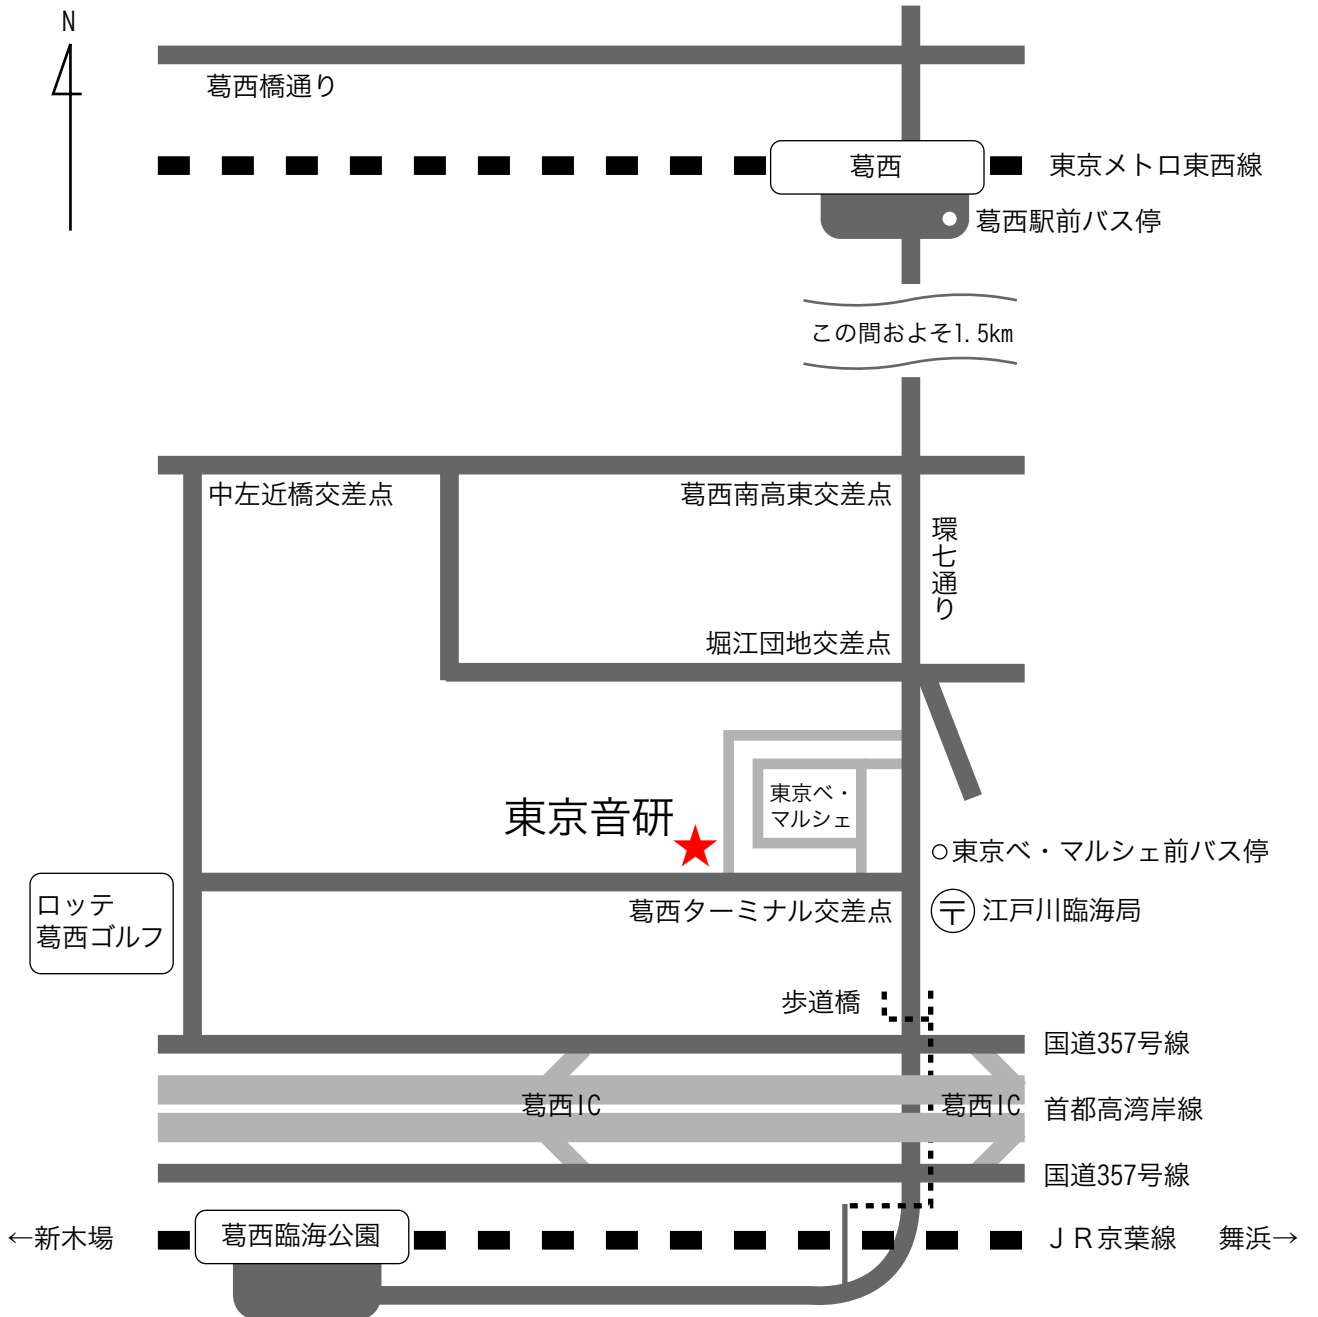 N
葛西橋通り
葛西
東京メトロ東西線
葛西駅前バス停
この間およそ1.5km
中左近橋交差点
葛西南高東交差点
環七通り
堀江団地交差点
東京ベ・
マルシェ
東京音研
東京ベ・マルシェ前バス停
ロッテ
葛西ゴルフ
葛西ターミナル交差点
〒
江戸川臨海局
歩道橋
国道357号線
葛西IC
葛西IC
首都高湾岸線
国道357号線
←新木場
葛西臨海公園
ＪＲ京葉線
舞浜→